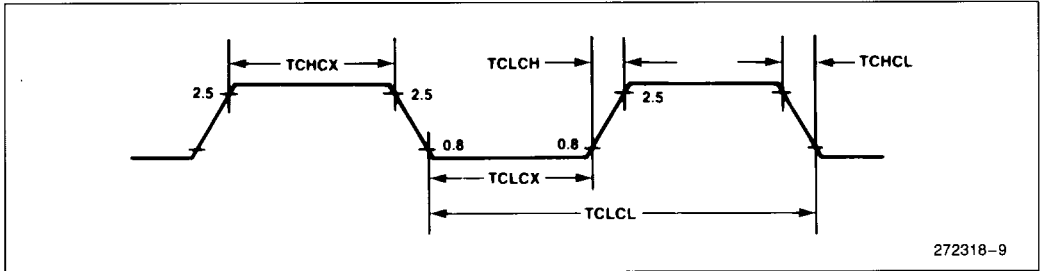 TCHCX
TCLCH
TCHCL
2.5
2.5
2.5
0.8
0.8
TCLCX
TCLCL
272318-9